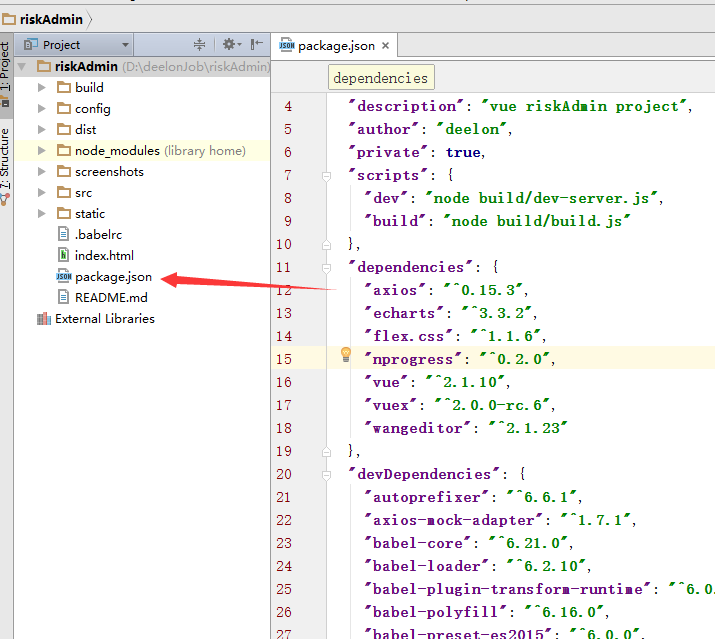 riskAdmin
1: Project
7: Structure
Project
riskAdmin (D:\deelonJob\riskAdmin)
build
config
dist
node_modules (library home)
screenshots
src
static
.babelrc
index.html
package.json
README.md
External Libraries
package.json
dependencies
4 "description": "vue riskAdmin project",
5 "author": "deelon",
6 "private": true,
7 "scripts": {
8 "dev": "node build/dev-server.js",
9 "build": "node build/build.js"
10 },
11 "dependencies": {
12 "axios": "^0.15.3",
13 "echarts": "^3.3.2",
14 "flex.css": "^1.1.6",
15 "nprogress": "^0.2.0",
16 "vue": "^2.1.10",
17 "vuex": "^2.0.0-rc.6",
18 "wangeditor": "^2.1.23"
19 },
20 "devDependencies": {
21 "autoprefixer": "^6.6.1",
22 "axios-mock-adapter": "^1.7.1",
23 "babel-core": "^6.21.0",
24 "babel-loader": "^6.2.10",
25 "babel-plugin-transform-runtime": "^6.0.
26 "babel-polyfill": "^6.16.0",
27 "babel-preset-es2015": "^6.0.0",